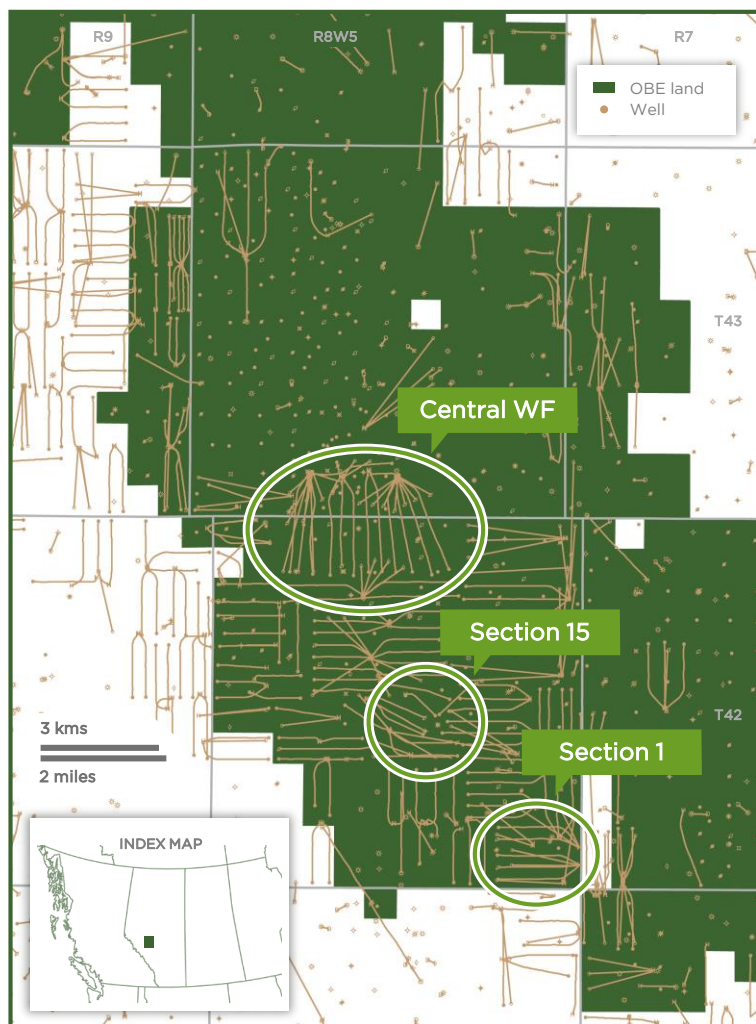 R9
R8W5
R7
OBE land
Well
T43
Central WF
Section 15
3 kms
2 miles
T42
Section 1
INDEX MAP